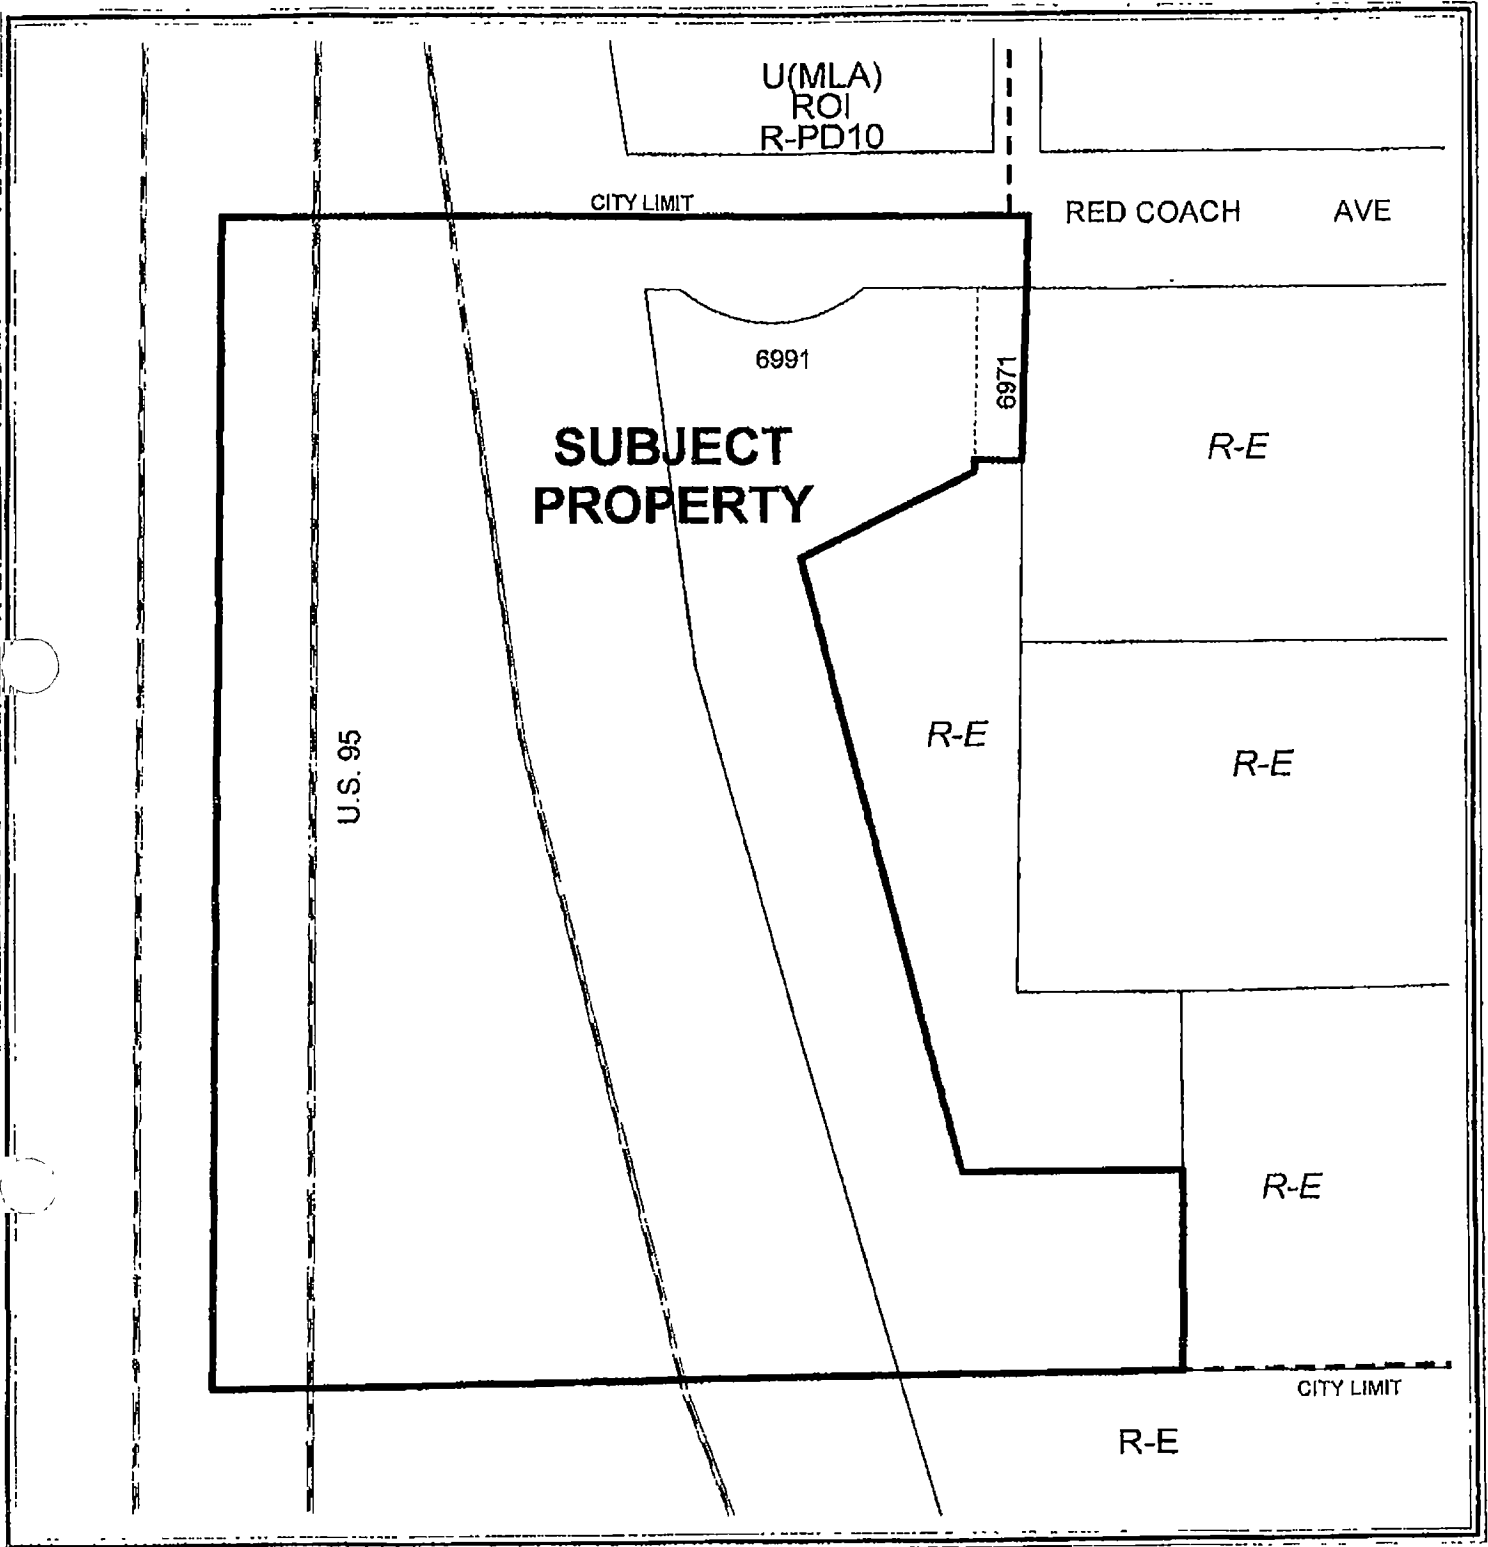 U(MLA)
ROI
R-PD10
CITY LIMIT
RED COACH AVE
6991
6971
SUBJECT
PROPERTY
R-E
R-E
R-E
U.S. 95
R-E
CITY LIMIT
R-E